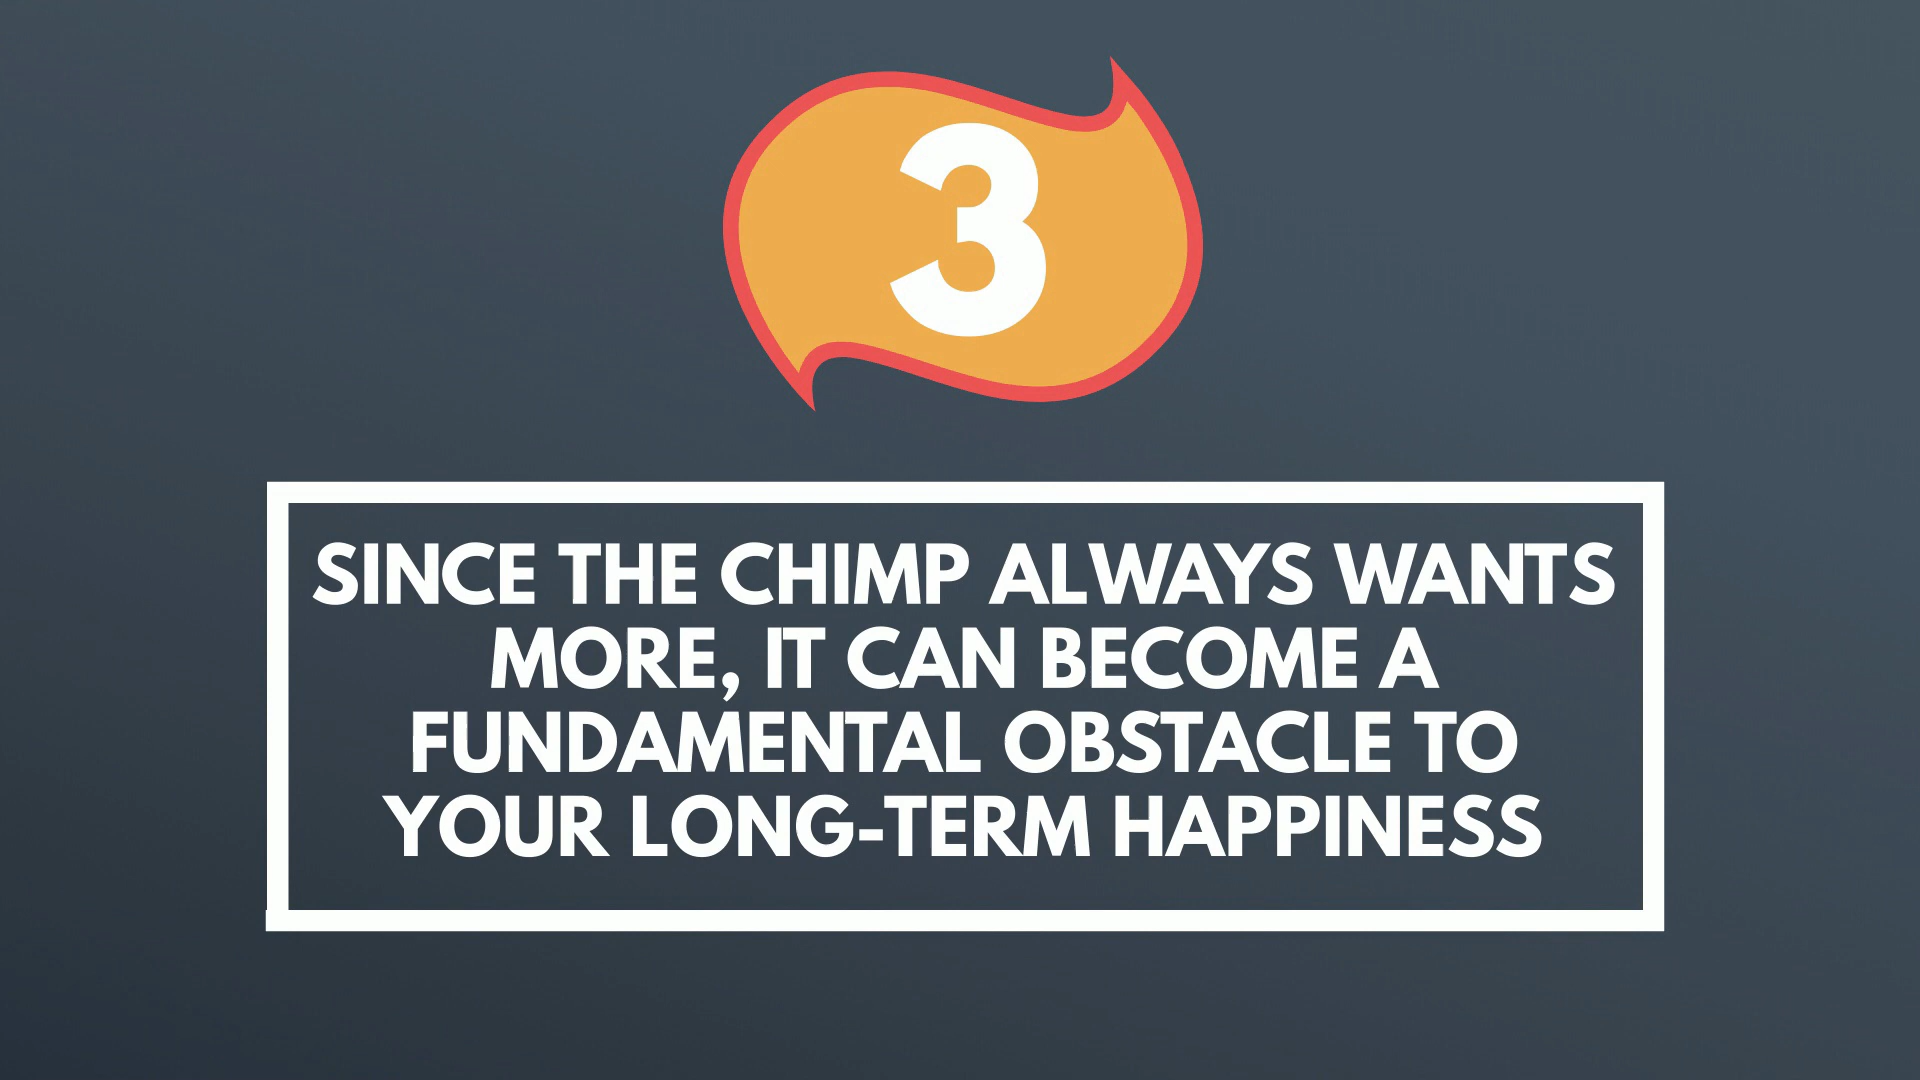 3
SINCE THE CHIMP ALWAYS WANTS
MORE, IT CAN BECOME A
FUNDAMENTAL OBSTACLE TO
YOUR LONG-TERM HAPPINESS